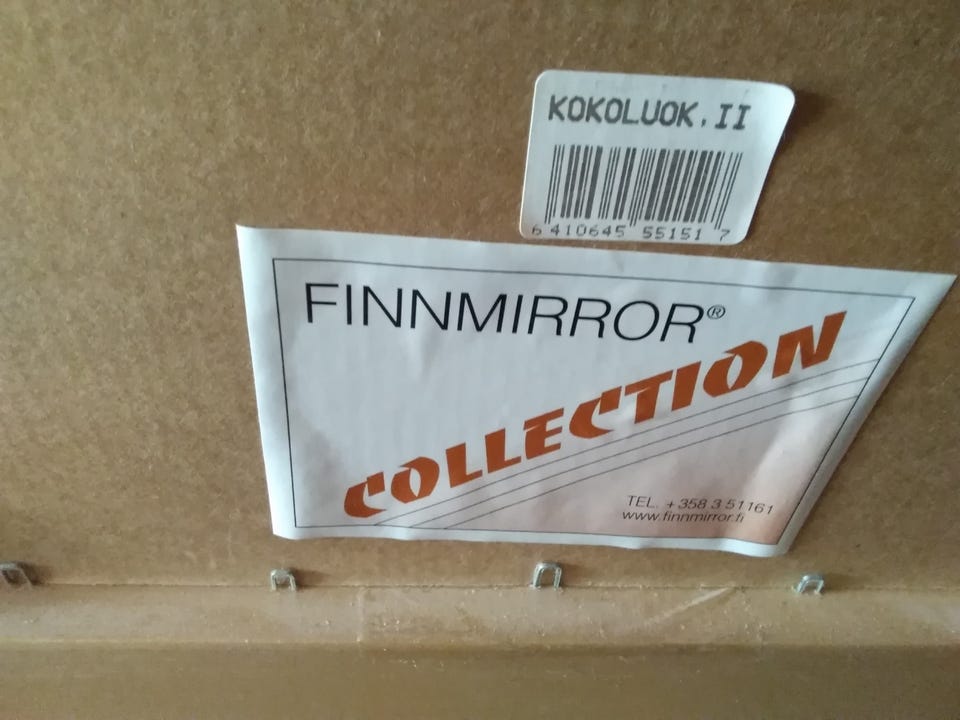 KOKOLUOK.II
6 410645 55151 7
FINNMIRROR®
COLLECTION
TEL. +358 3 51161
www.finnmirror.fi